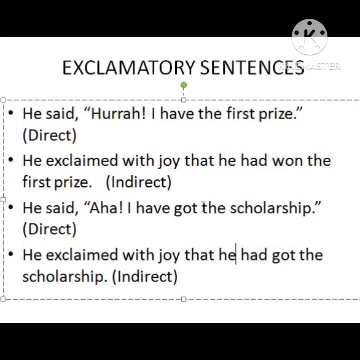 EXCLAMATORY SENTENCES
• He said, “Hurrah! I have the first prize.”
(Direct)
• He exclaimed with joy that he had won the
first prize. (Indirect)
• He said, “Aha! I have got the scholarship.”
(Direct)
• He exclaimed with joy that he had got the
scholarship. (Indirect)